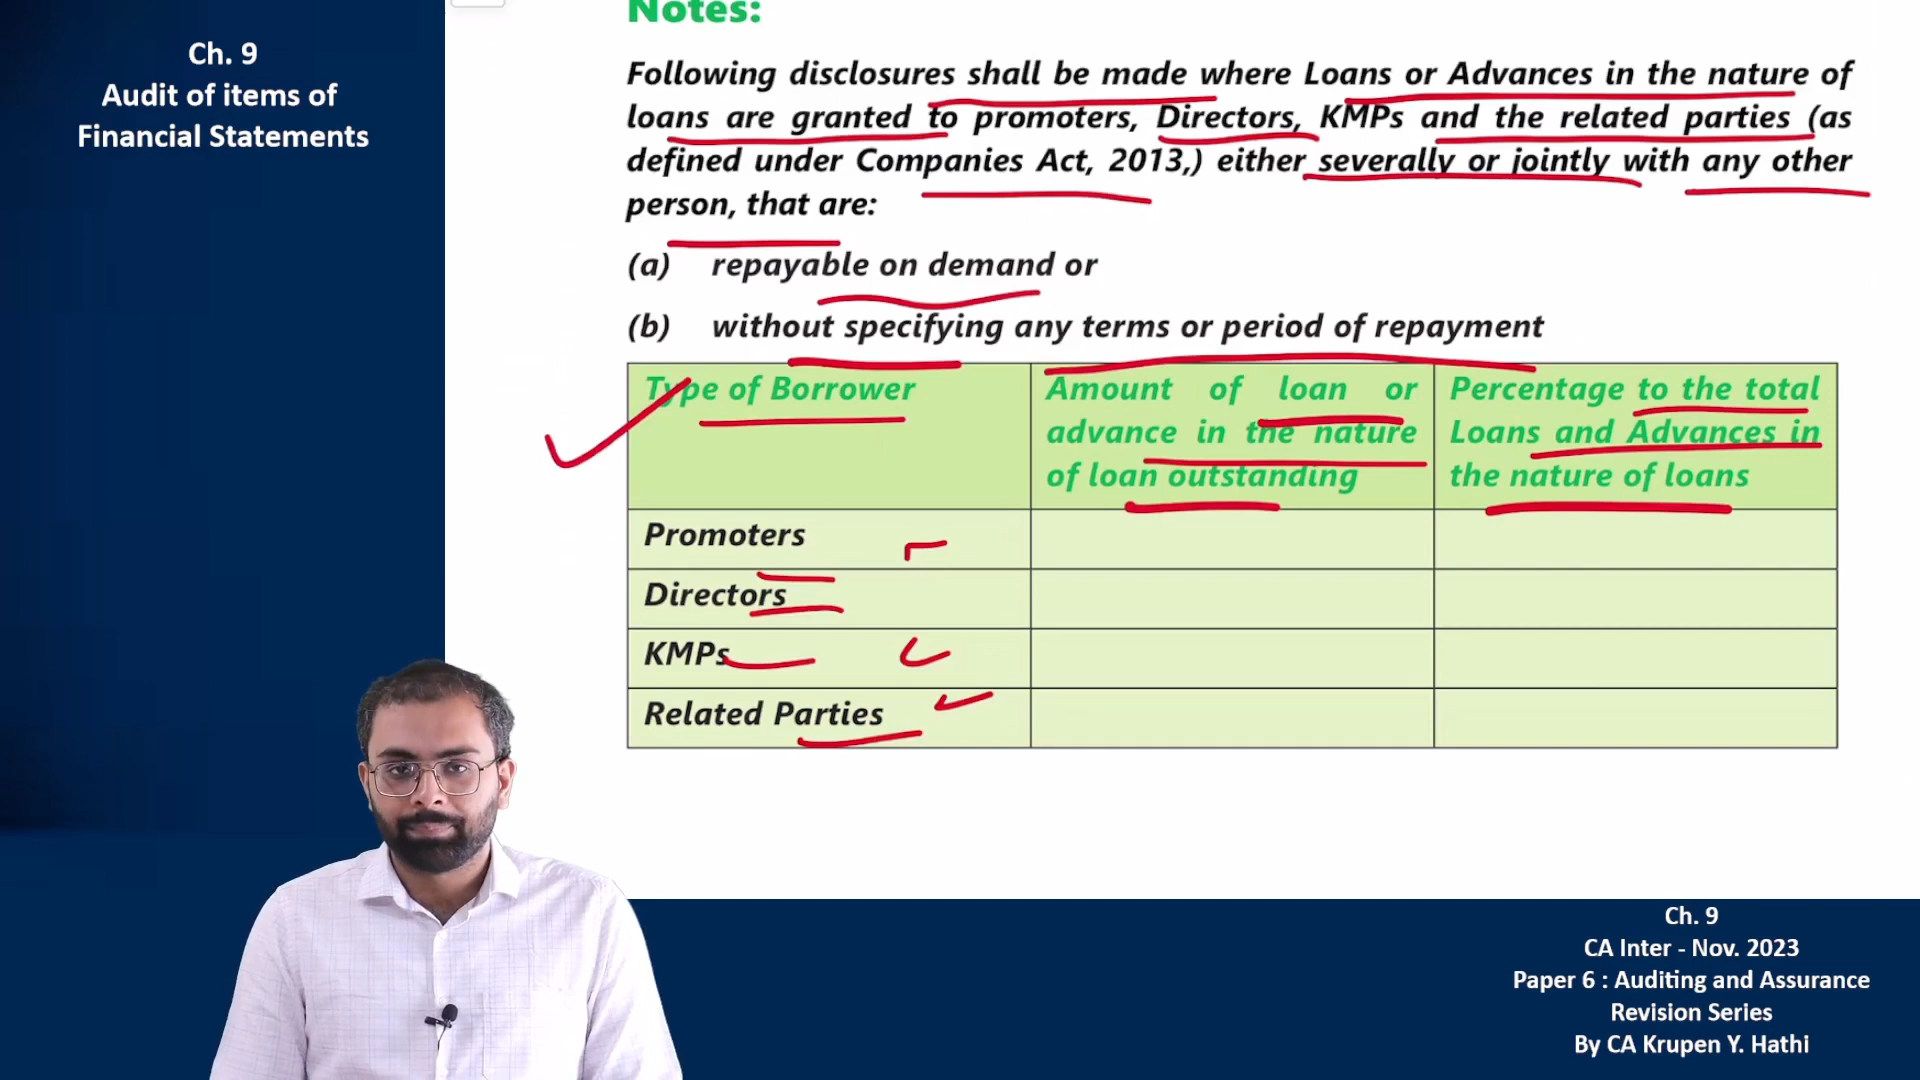 Ch. 9
Audit of items of
Financial Statements
Notes:
Following disclosures shall be made where Loans or Advances in the nature of
loans are granted to promoters, Directors, KMPs and the related parties (as
defined under Companies Act, 2013,) either severally or jointly with any other
person, that are:
(a) repayable on demand or
(b) without specifying any terms or period of repayment
Type of Borrower
Amount of loan or
advance in the nature
of loan outstanding
Percentage to the total
Loans and Advances in
the nature of loans
Promoters
Directors
KMPs
Related Parties
Ch. 9
CA Inter - Nov. 2023
Paper 6 : Auditing and Assurance
Revision Series
By CA Krupen Y. Hathi